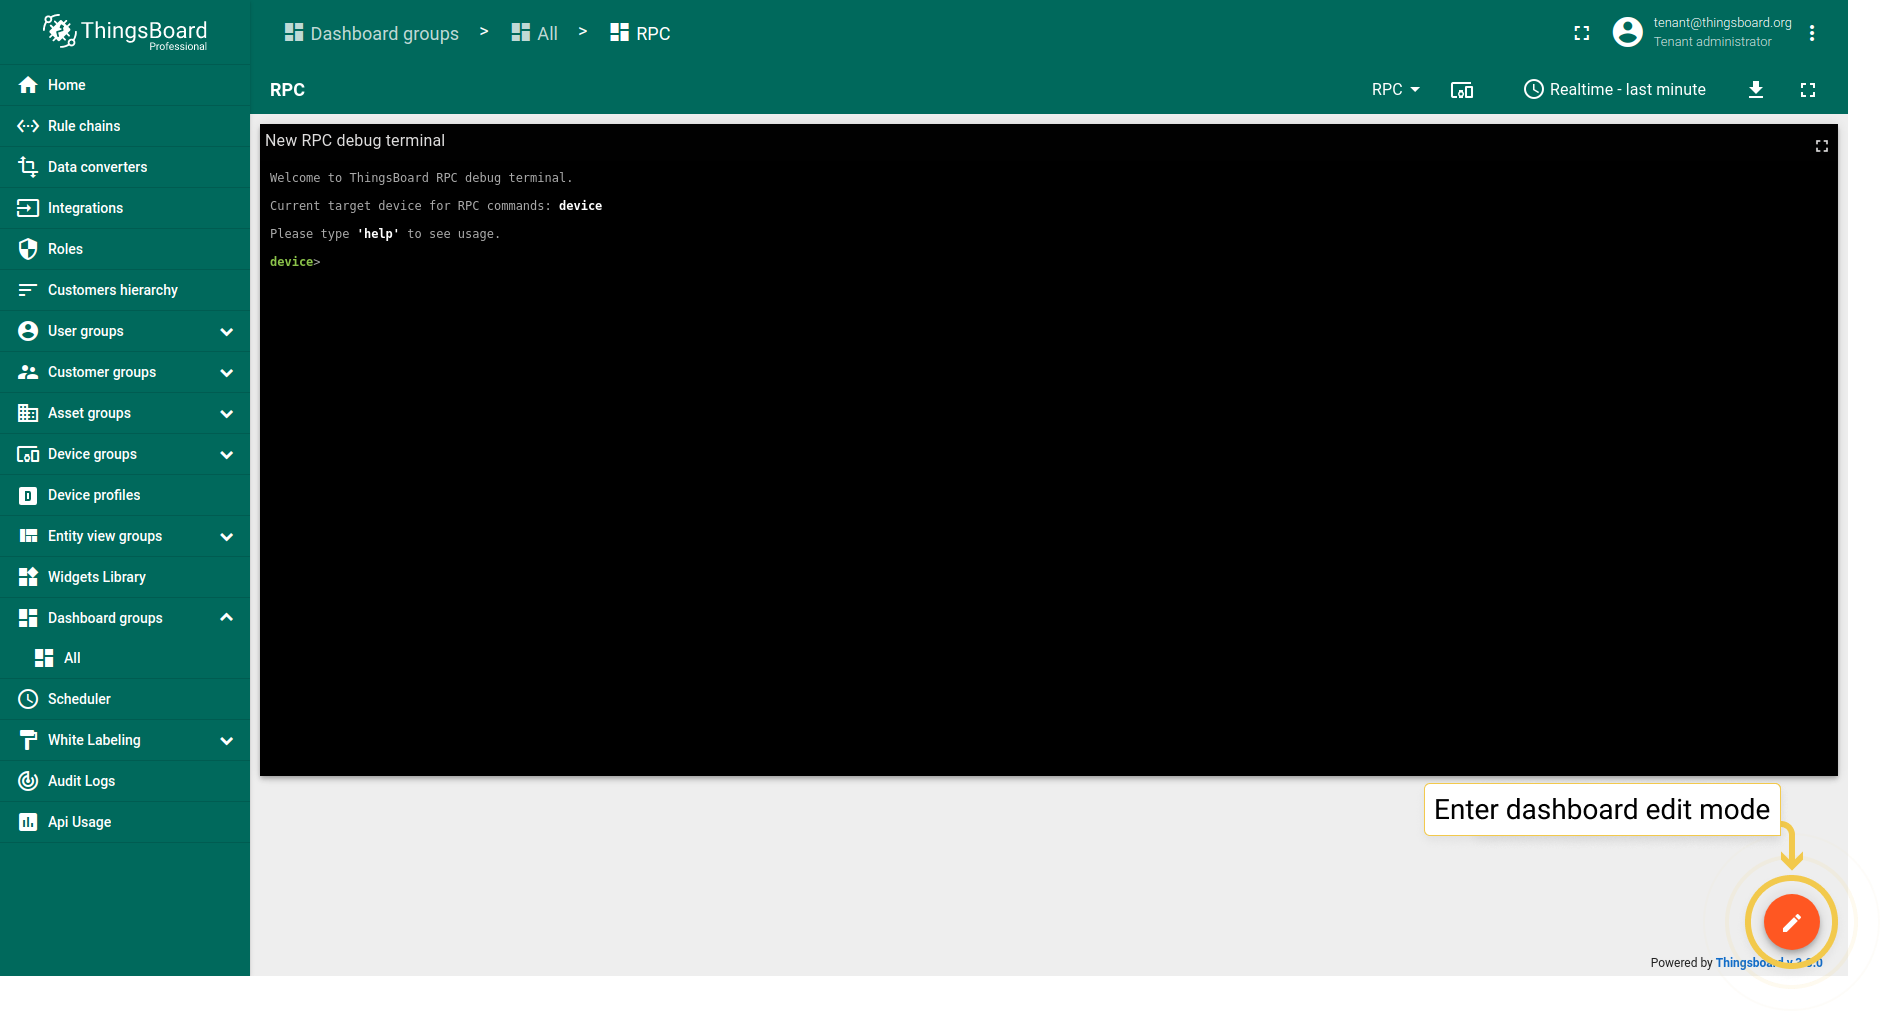 ThingsBoard
Professional
Dashboard groups > All > RPC
tenant@thingsboard.org
Tenant administrator
RPC
RPC
Realtime - last minute
Home
Rule chains
Data converters
Integrations
Roles
Customers hierarchy
User groups
Customer groups
Asset groups
Device groups
Device profiles
Entity view groups
Widgets Library
Dashboard groups
All
Scheduler
White Labeling
Audit Logs
Api Usage
New RPC debug terminal
Welcome to ThingsBoard RPC debug terminal.
Current target device for RPC commands: device
Please type 'help' to see usage.
device>
Enter dashboard edit mode
Powered by Thingsboard